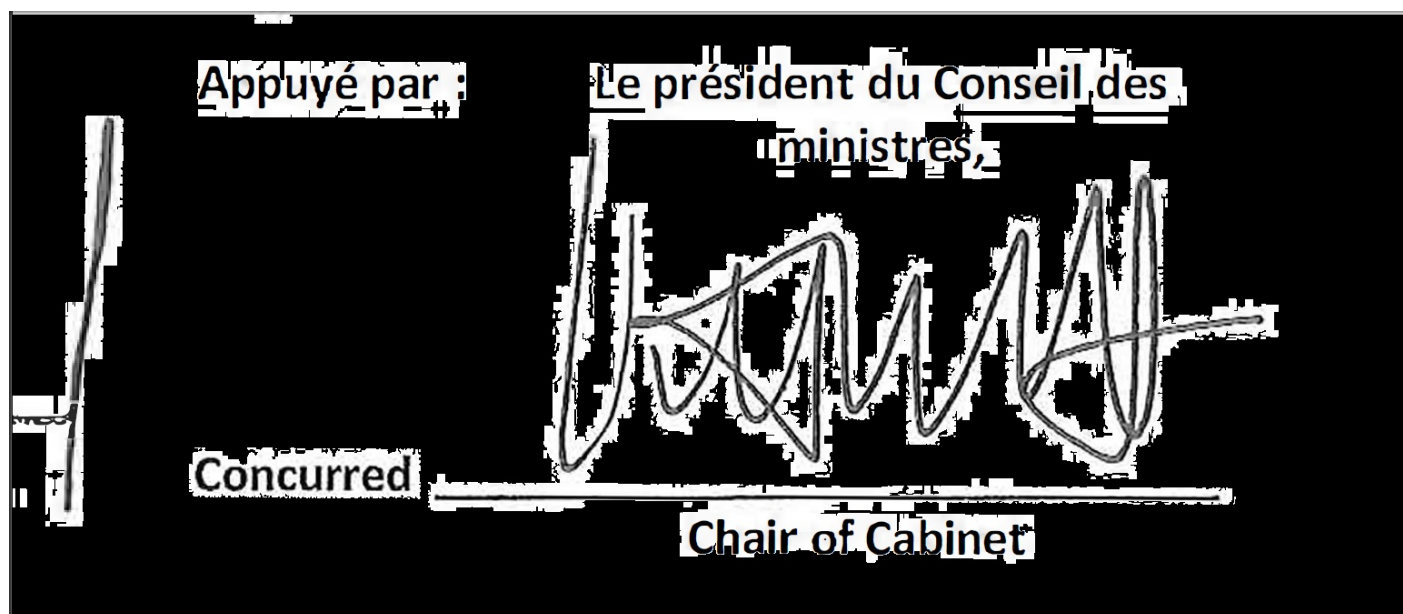 Appuyé par : Le président du Conseil des
ministres,
Concurred
Chair of Cabinet